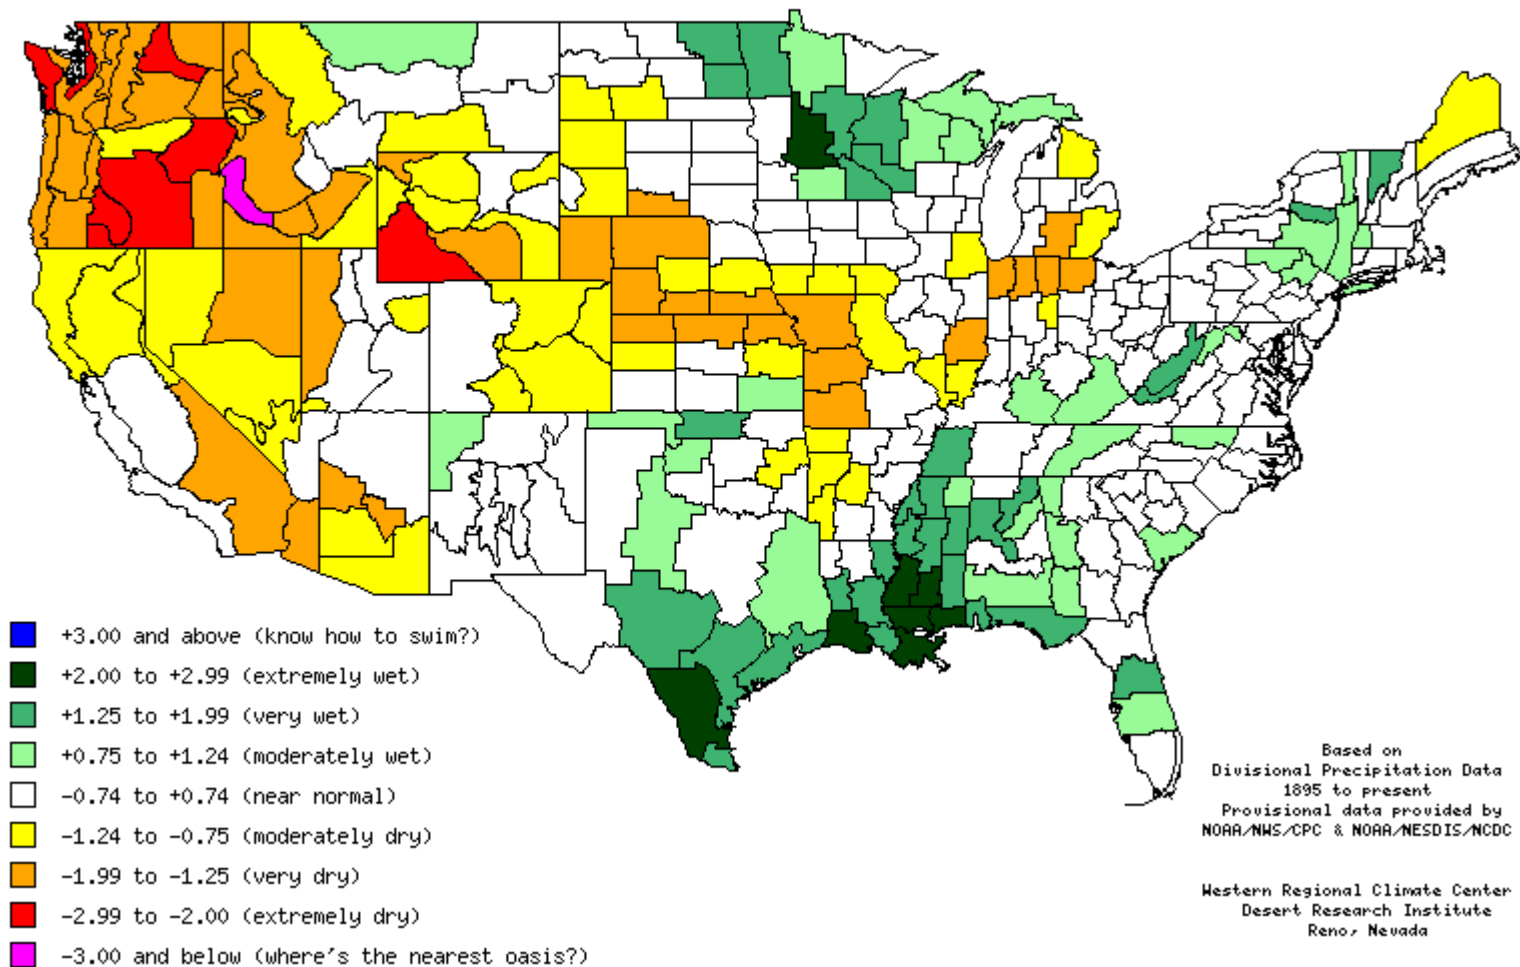 +3.00 and above (know how to swim?)
+2.00 to +2.99 (extremely wet)
+1.25 to +1.99 (very wet)
+0.75 to +1.24 (moderately wet)
-0.74 to +0.74 (near normal)
-1.24 to -0.75 (moderately dry)
-1.99 to -1.25 (very dry)
-2.99 to -2.00 (extremely dry)
-3.00 and below (where's the nearest oasis?)
Based on
Divisional Precipitation Data
1895 to present
Provisional data provided by
NOAA/NWS/CPC & NOAA/NESDIS/NCDC
Western Regional Climate Center
Desert Research Institute
Reno, Nevada